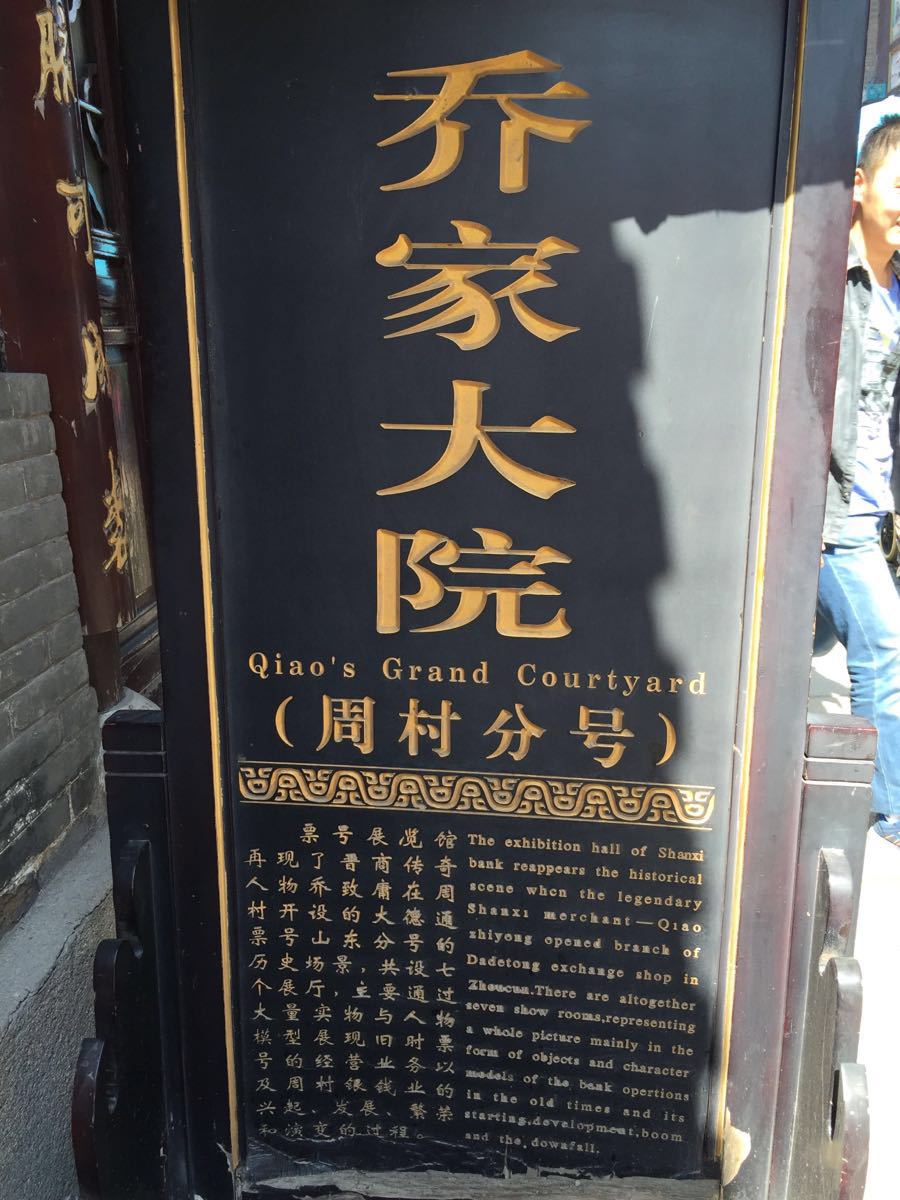 乔家大院
Qiao's Grand Courtyard
（周村分号）
票号展览馆
再现了晋商传奇
人物乔致庸在周
村开设的大德通
票号山东分号的
历史场景，共设七
个展厅，主要通过
大量实物与人物
模型展现旧时票
号的经营业务以
及周村银钱业的
兴起、发展、繁荣
和演变的过程。
The exhibition hall of Shanxi
bank reappears the historical
scene when the legendary
Shanxi merchant—Qiao
zhiyong opened branch of
Dadetong exchange shop in
Zhoucun.There are altogether
seven show rooms,representing
a whole picture mainly in the
form of objects and character
models of the bank opertions
in the old times and its
starting,development,boom
and the dowafall.